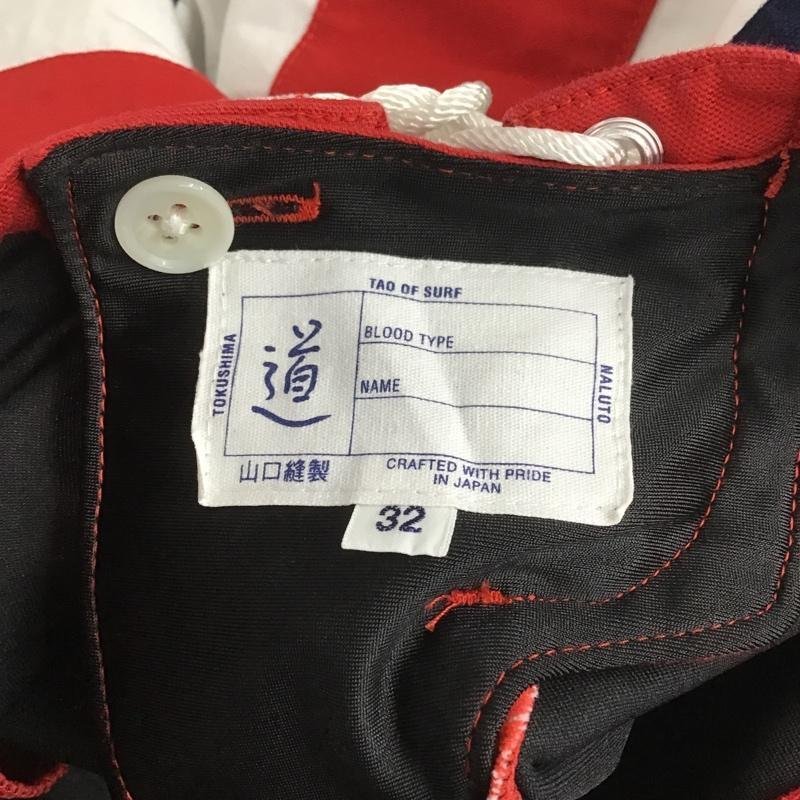 TAO OF SURF
TOKUSHIMA
道
BLOOD TYPE
NAME
NALUTO
山口縫製
CRAFTED WITH PRIDE
IN JAPAN
32